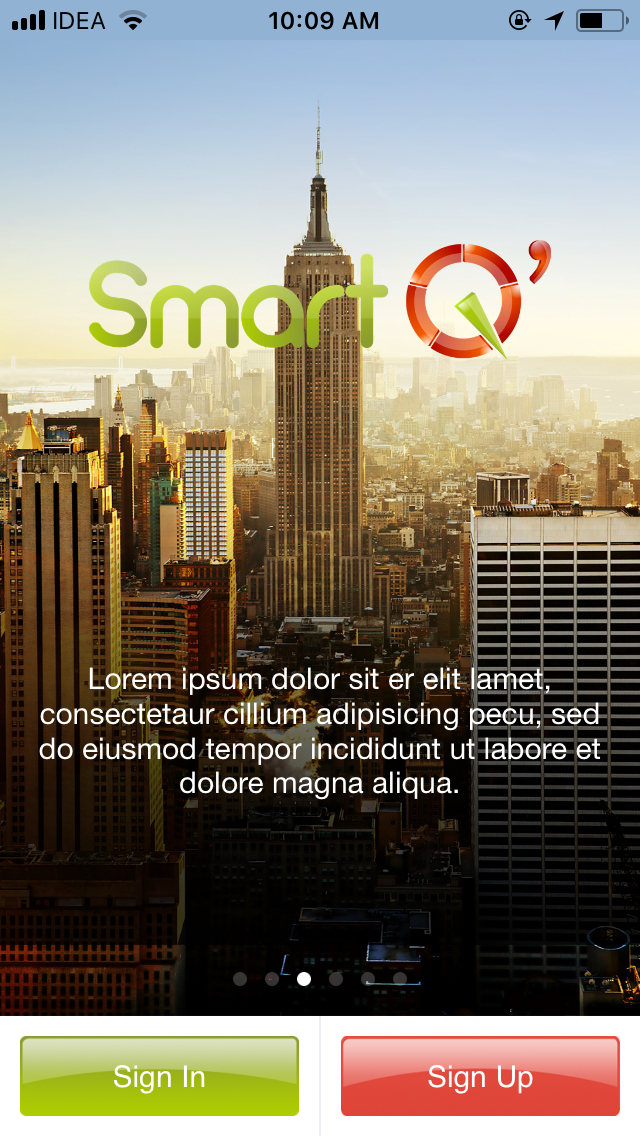 IDEA 10:09 AM
Smart Q'
Lorem ipsum dolor sit er elit lamet,
consectetaur cillium adipisicing pecu, sed
do eiusmod tempor incididunt ut labore et
dolore magna aliqua.
Sign In Sign Up